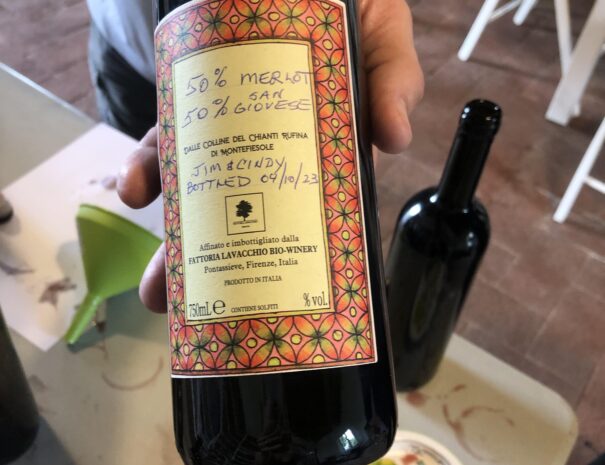 50% MERLOT
50% SAN GIOVESE
DALLE COLLINE DEL CHIANTI RUFINA
DI MONTEFIESOLE
JIM & CINDY
BOTTLED 09/10/23
Affinato e imbottigliato dalla
FATTORIA LAVACCHIO BIO-WINERY
Pontassieve, Firenze, Italia
PRODOTTO IN ITALIA
750mL e CONTIENE SOLFITI % vol.